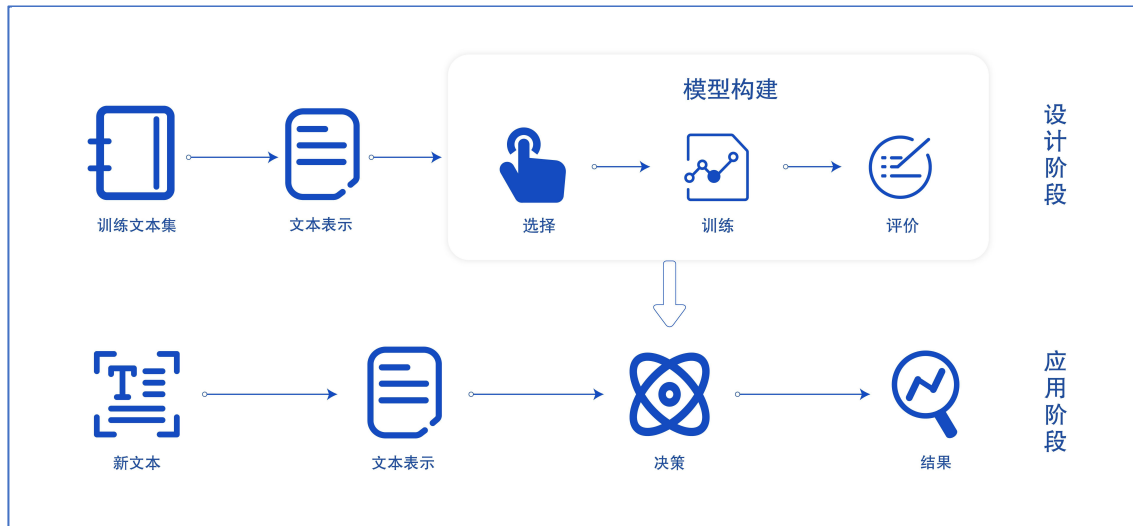 模型构建
训练文本集
文本表示
选择
训练
评价
设计阶段
新文本
文本表示
决策
结果
应用阶段